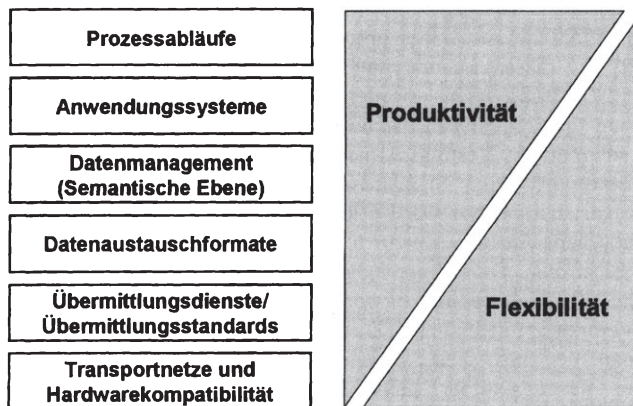 Prozessabläufe
Anwendungssysteme
Datenmanagement
(Semantische Ebene)
Datenaustauschformate
Übermittlungsdienste/
Übermittlungsstandards
Transportnetze und
Hardwarekompatibilität
Produktivität
Flexibilität